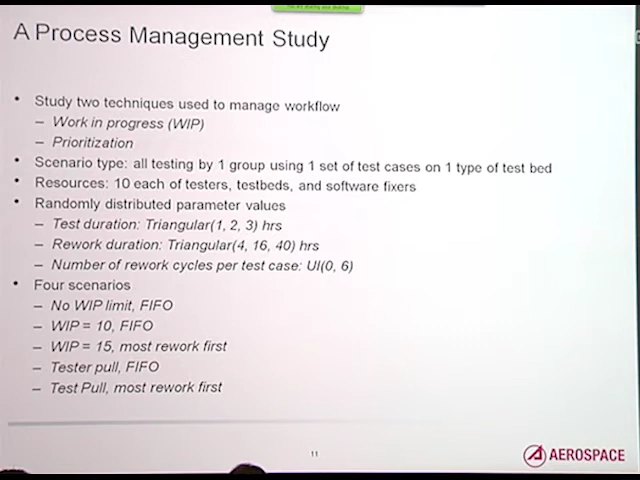 A Process Management Study
• Study two techniques used to manage workflow
– Work in progress (WIP)
– Prioritization
• Scenario type: all testing by 1 group using 1 set of test cases on 1 type of test bed
• Resources: 10 each of testers, testbeds, and software fixers
• Randomly distributed parameter values
– Test duration: Triangular(1, 2, 3) hrs
– Rework duration: Triangular(4, 16, 40) hrs
– Number of rework cycles per test case: UI(0, 6)
• Four scenarios
– No WIP limit, FIFO
– WIP = 10, FIFO
– WIP = 15, most rework first
– Tester pull, FIFO
– Test Pull, most rework first
11
AEROSPACE